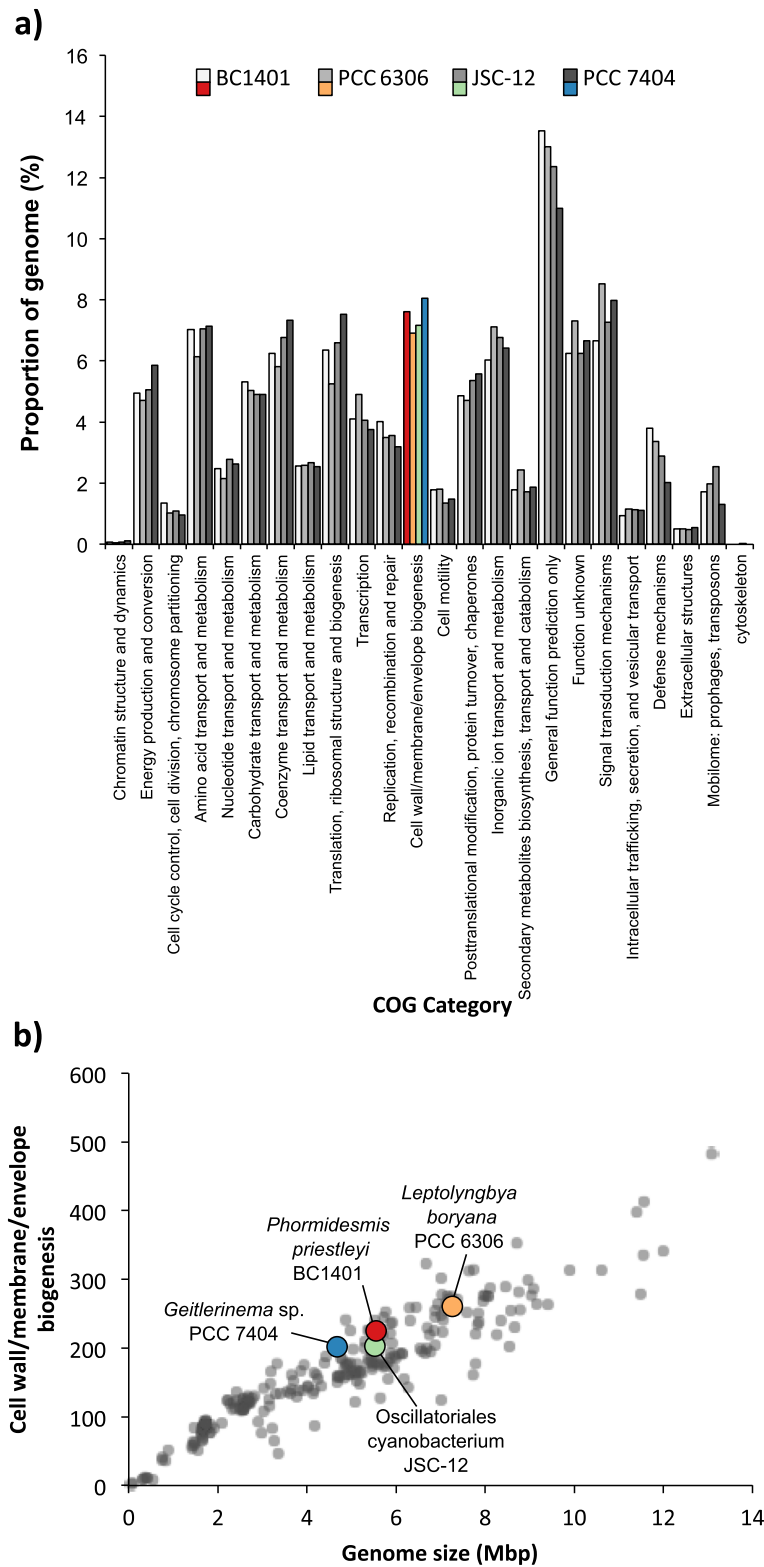 a)
16
14
12
10
8
6
4
2
0
Proportion of genome (%)
BC1401
PCC 6306
JSC-12
PCC 7404
Chromatin structure and dynamics
Energy production and conversion
Cell cycle control, cell division, chromosome partitioning
Amino acid transport and metabolism
Nucleotide transport and metabolism
Carbohydrate transport and metabolism
Coenzyme transport and metabolism
Lipid transport and metabolism
Translation, ribosomal structure and biogenesis
Transcription
Replication, recombination and repair
Cell wall/membrane/envelope biogenesis
Cell motility
Posttranslational modification, protein turnover, chaperones
Inorganic ion transport and metabolism
Secondary metabolites biosynthesis, transport and catabolism
General function prediction only
Function unknown
Signal transduction mechanisms
Intracellular trafficking, secretion, and vesicular transport
Defense mechanisms
Extracellular structures
Mobilome: prophages, transposons
cytoskeleton
COG Category
b)
600
500
400
300
200
100
0
Cell wall/membrane/envelope
biogenesis
Leptolyngbya
boryana
PCC 6306
Phormidesmis
priestleyi
BC1401
Geitlerinema sp.
PCC 7404
Oscillatoriales
cyanobacterium
JSC-12
0 2 4 6 8 10 12 14
Genome size (Mbp)